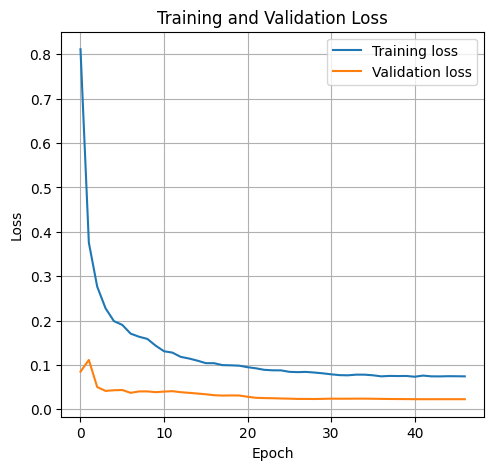 Training and Validation Loss
Training loss
Validation loss
0.8
0.7
0.6
0.5
0.4
0.3
0.2
0.1
0.0
Loss
0 10 20 30 40
Epoch